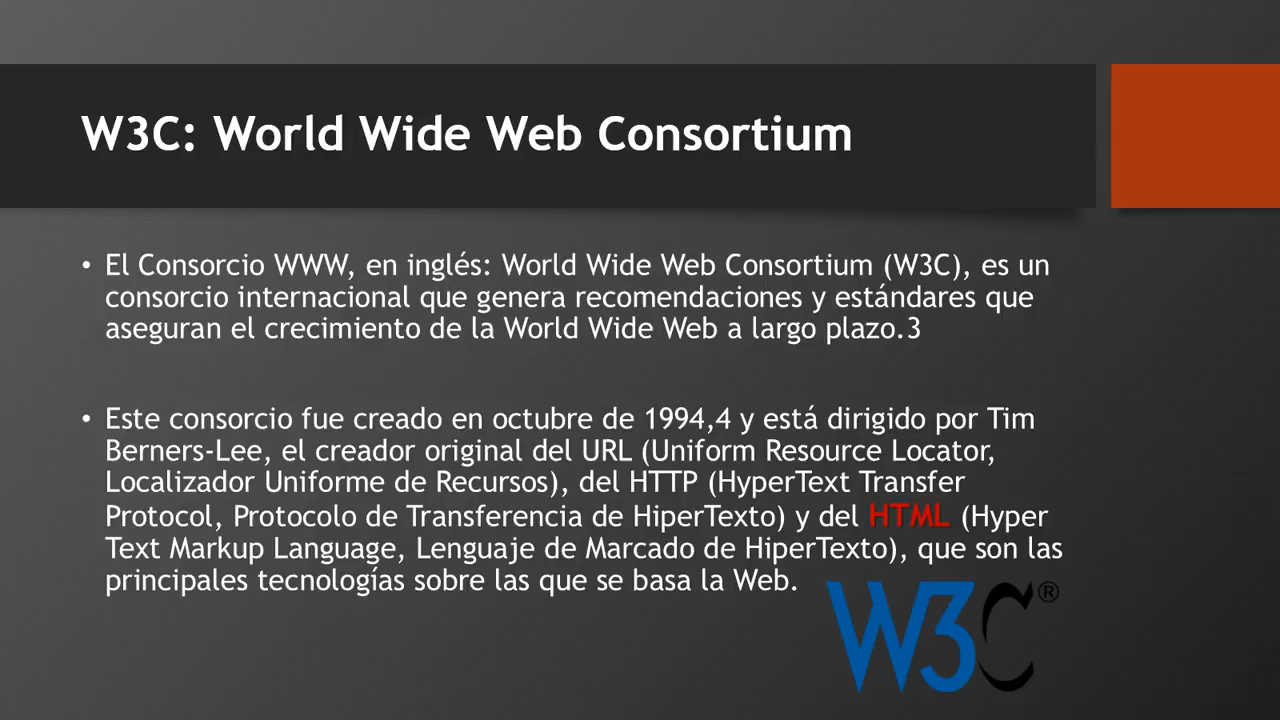 W3C: World Wide Web Consortium
• El Consorcio WWW, en inglés: World Wide Web Consortium (W3C), es un
consorcio internacional que genera recomendaciones y estándares que
aseguran el crecimiento de la World Wide Web a largo plazo.3
• Este consorcio fue creado en octubre de 1994,4 y está dirigido por Tim
Berners-Lee, el creador original del URL (Uniform Resource Locator,
Localizador Uniforme de Recursos), del HTTP (HyperText Transfer
Protocol, Protocolo de Transferencia de HiperTexto) y del HTML (Hyper
Text Markup Language, Lenguaje de Marcado de HiperTexto), que son las
principales tecnologías sobre las que se basa la Web.
W3C®